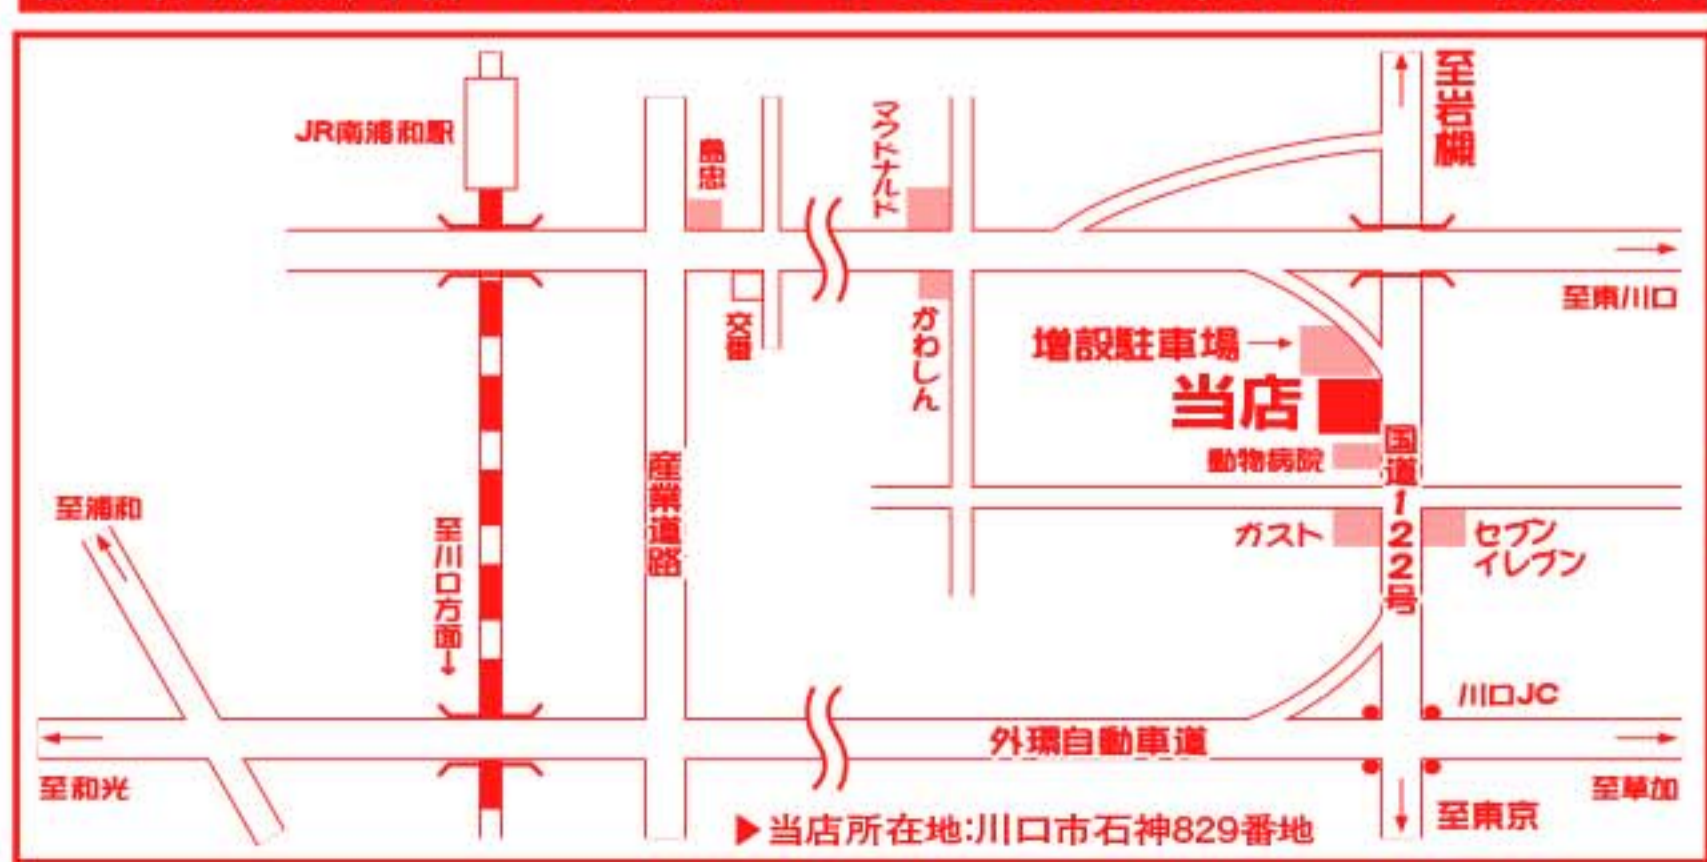 至岩槻
JR南浦和駅
島忠
マクドナルド
至東川口
交番
かわしん
増設駐車場→
当店
動物病院
国道122号
産業道路
至浦和
至川口方面↓
ガスト
セブン
イレブン
川口JC
外環自動車道
至和光
至草加
至東京
▶当店所在地:川口市石神829番地